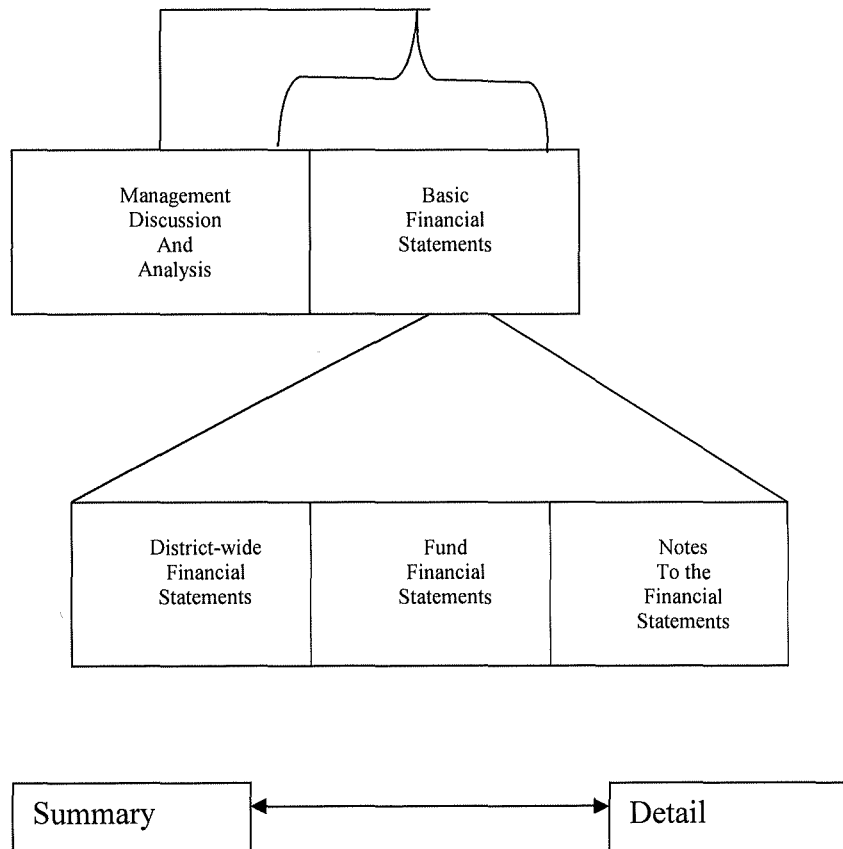 Management
Discussion
And
Analysis
Basic
Financial
Statements
District-wide
Financial
Statements
Fund
Financial
Statements
Notes
To the
Financial
Statements
Summary
Detail